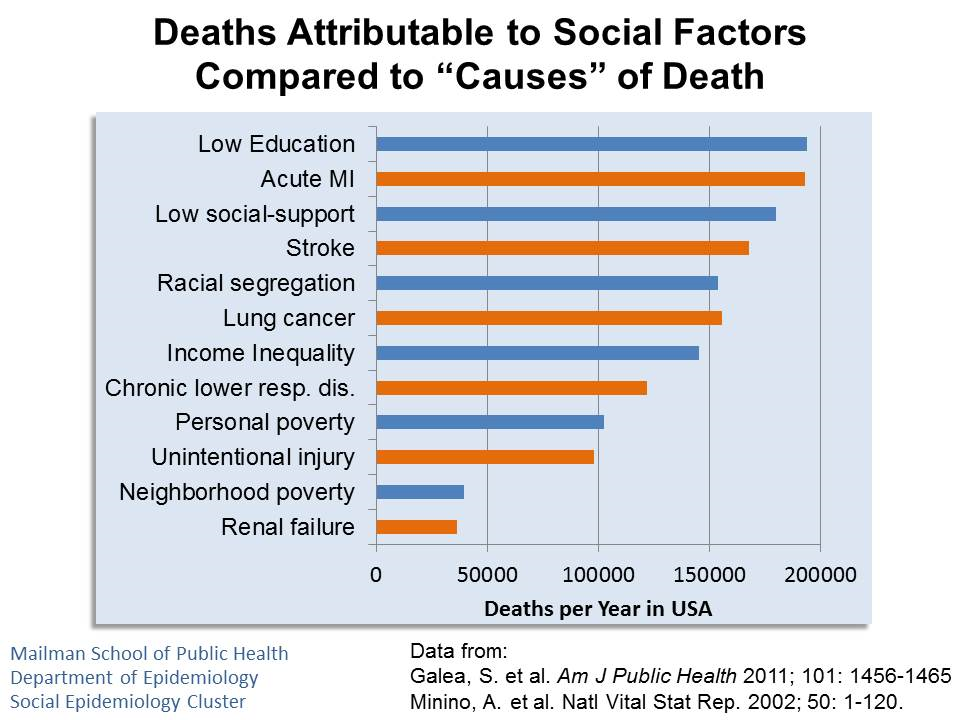 Deaths Attributable to Social Factors
Compared to “Causes” of Death
Low Education
Acute MI
Low social-support
Stroke
Racial segregation
Lung cancer
Income Inequality
Chronic lower resp. dis.
Personal poverty
Unintentional injury
Neighborhood poverty
Renal failure
0 50000 100000 150000 200000
Deaths per Year in USA
Mailman School of Public Health
Department of Epidemiology
Social Epidemiology Cluster
Data from:
Galea, S. et al. Am J Public Health 2011; 101: 1456-1465
Minino, A. et al. Natl Vital Stat Rep. 2002; 50: 1-120.